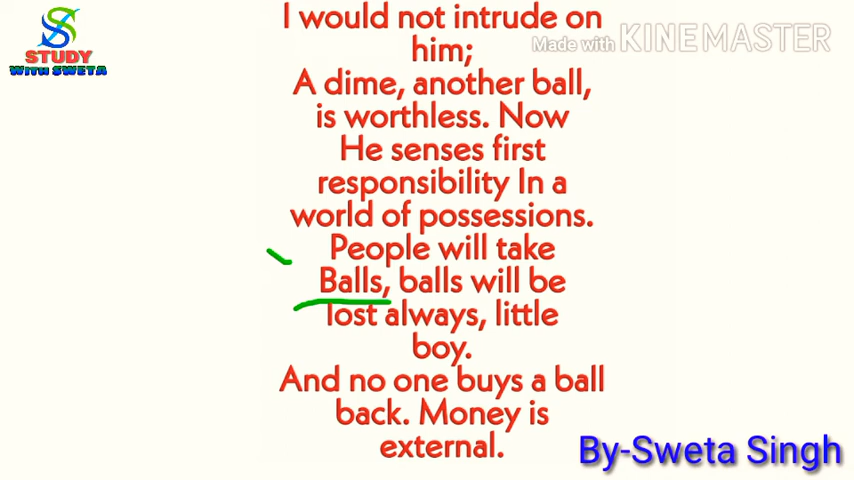 I would not intrude on
him;
A dime, another ball,
is worthless. Now
He senses first
responsibility In a
world of possessions.
People will take
Balls, balls will be
lost always, little
boy.
And no one buys a ball
back. Money is
external.
STUDY
WITH SWETA
Made with KINEMASTER
By-Sweta Singh